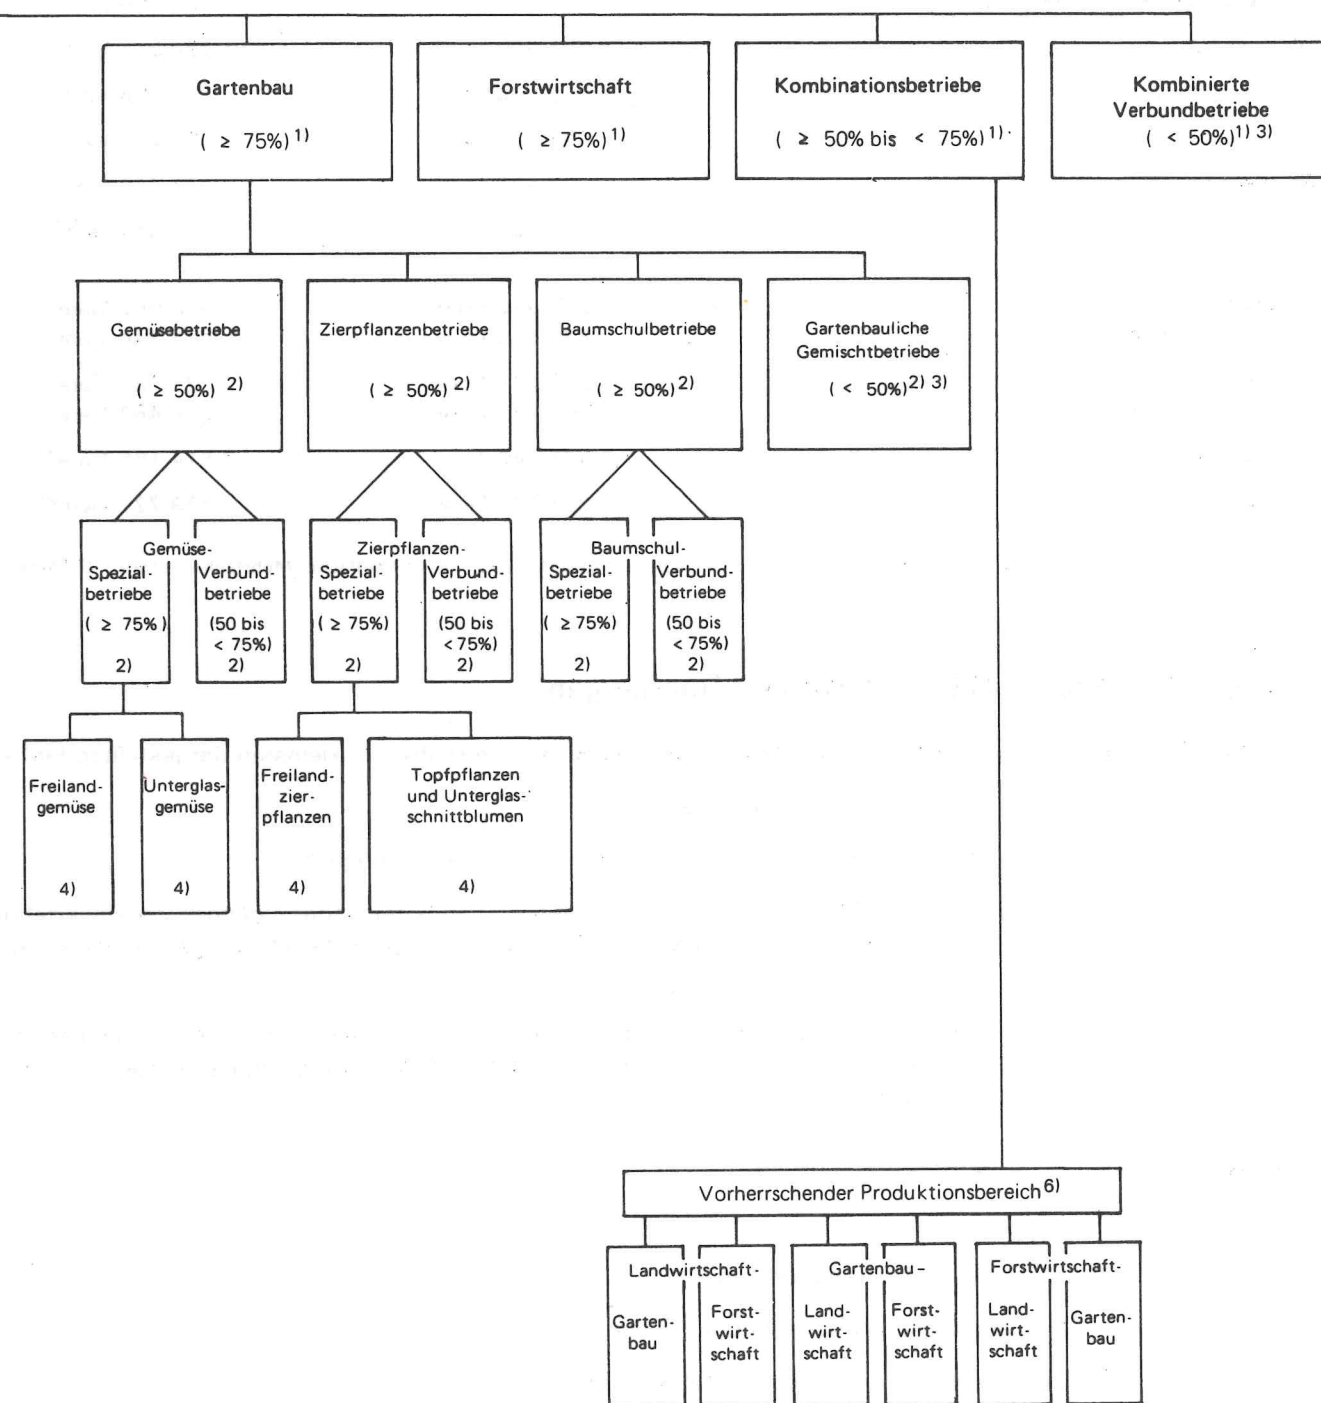 Gartenbau
( ≥ 75%) 1)
Forstwirtschaft
( ≥ 75%) 1)
Kombinationsbetriebe
( ≥ 50% bis < 75%) 1)
Kombinierte
Verbundbetriebe
( < 50%) 1) 3)
Gemüsebetriebe
( ≥ 50%) 2)
Zierpflanzenbetriebe
( ≥ 50%) 2)
Baumschulbetriebe
( ≥ 50%) 2)
Gartenbauliche
Gemischtbetriebe
( < 50%) 2) 3)
Gemüse-
Spezial-
betriebe
( ≥ 75%)
2)
Verbund-
betriebe
(50 bis
< 75%)
2)
Zierpflanzen-
Spezial-
betriebe
( ≥ 75%)
2)
Verbund-
betriebe
(50 bis
< 75%)
2)
Baumschul-
Spezial-
betriebe
( ≥ 75%)
2)
Verbund-
betriebe
(50 bis
< 75%)
2)
Freiland-
gemüse
4)
Unterglas-
gemüse
4)
Freiland-
zier-
pflanzen
4)
Topfpflanzen
und Unterglas-
schnittblumen
4)
Vorherrschender Produktionsbereich 6)
Landwirtschaft-
Garten-
bau
Forst-
wirt-
schaft
Gartenbau –
Land-
wirt-
schaft
Forst-
wirt-
schaft
Forstwirtschaft-
Land-
wirt-
schaft
Garten-
bau